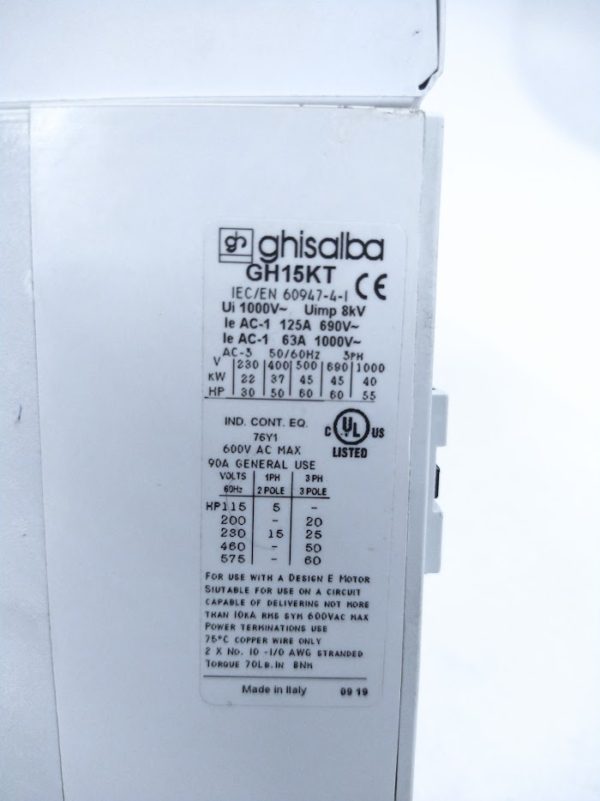 gh ghisalba
GH15KT
IEC/EN 60947-4-1 CE
Ui 1000V~ Uimp 8kV
Ie AC-1 125A 690V~
Ie AC-1 63A 1000V~
AC-3 50/60Hz 3PH
V 230 400 500 690 1000
kW 22 37 45 45 40
HP 30 50 60 60 55
IND. CONT. EQ.
76Y1
600V AC MAX
C UL US
LISTED
90A GENERAL USE
VOLTS 1PH 3 PH
60Hz 2 POLE 3 POLE
HP115 5 -
200 - 20
230 15 25
460 - 50
575 - 60
FOR USE WITH A DESIGN E MOTOR
SIUTABLE FOR USE ON A CIRCUIT
CAPABLE OF DELIVERING NOT MORE
THAN 10KA RMS SYM 600VAC MAX
POWER TERMINATIONS USE
75°C COPPER WIRE ONLY
2 X NO. 10 -1/0 AWG STRANDED
TORQUE 70LB.IN 8NM
Made in Italy 09 19